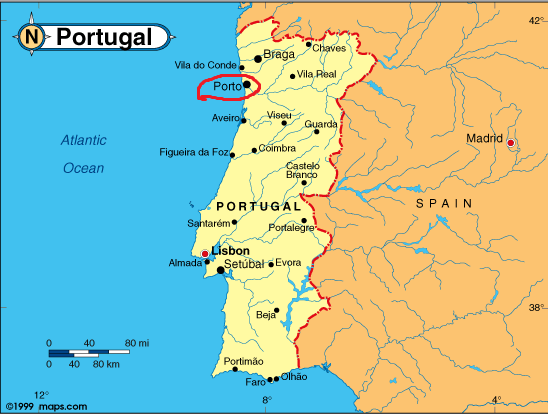 N
Portugal
42°
Chaves
Braga
Vila do Conde
Vila Real
Porto
Viseu
Aveiro
Guarda
Madrid
Atlantic
Ocean
Coimbra
Figueira da Foz
Castelo
Branco
PORTUGAL
SPAIN
Santarém
Portalegre
Lisbon
Almada
Setúbal
Evora
38°
Beja
0 40 80 mi
0 40 80 km
Portimão
Olhão
Faro
12°
8°
4°
©1999 maps.com